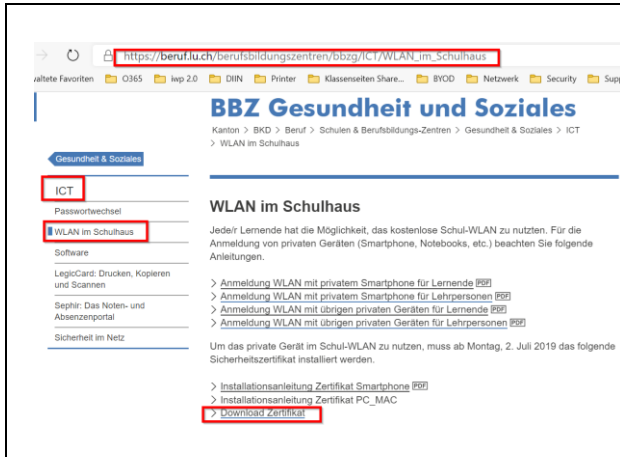 https://beruf.lu.ch/berufsbildungszentren/bbzg/ICT/WLAN_im_Schulhaus
waltete Favoriten O365 iwp 2.0 DIIN Printer Klassenseiten Share... BYOD Netzwerk Security Supp
BBZ Gesundheit und Soziales
Kanton > BKD > Beruf > Schulen & Berufsbildungs-Zentren > Gesundheit & Soziales > ICT
> WLAN im Schulhaus
Gesundheit & Soziales
ICT
Passwortwechsel
WLAN im Schulhaus
Software
LegicCard: Drucken, Kopieren
und Scannen
Sephir: Das Noten- und
Absenzenportal
Sicherheit im Netz
WLAN im Schulhaus
Jede/r Lernende hat die Möglichkeit, das kostenlose Schul-WLAN zu nutzten. Für die
Anmeldung von privaten Geräten (Smartphone, Notebooks, etc.) beachten Sie folgende
Anleitungen.
> Anmeldung WLAN mit privatem Smartphone für Lernende PDF
> Anmeldung WLAN mit privatem Smartphone für Lehrpersonen PDF
> Anmeldung WLAN mit übrigen privaten Geräten für Lernende PDF
> Anmeldung WLAN mit übrigen privaten Geräten für Lehrpersonen PDF
Um das private Gerät im Schul-WLAN zu nutzen, muss ab Montag, 2. Juli 2019 das folgende
Sicherheitszertifikat installiert werden.
> Installationsanleitung Zertifikat Smartphone PDF
> Installationsanleitung Zertifikat PC_MAC
> Download Zertifikat